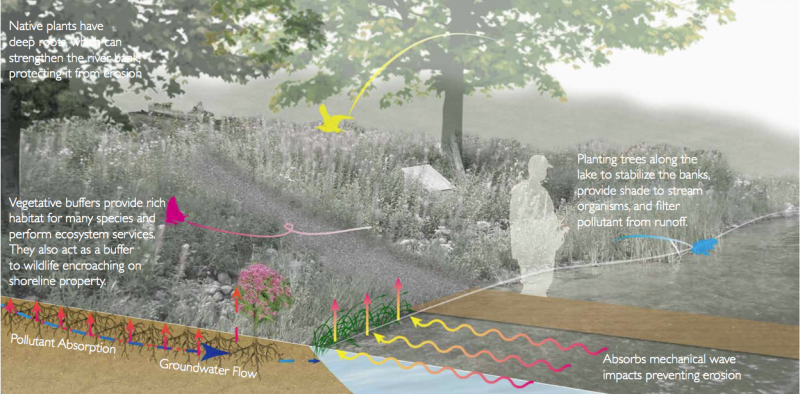 Native plants have
deep roots which can
strengthen the river bank
protecting it from erosion
Planting trees along the
lake to stabilize the banks,
provide shade to stream
organisms, and filter
pollutant from runoff.
Vegetative buffers provide rich
habitat for many species and
perform ecosystem services.
They also act as a buffer
to wildlife encroaching on
shoreline property.
Pollutant Absorption
Groundwater Flow
Absorbs mechanical wave
impacts preventing erosion